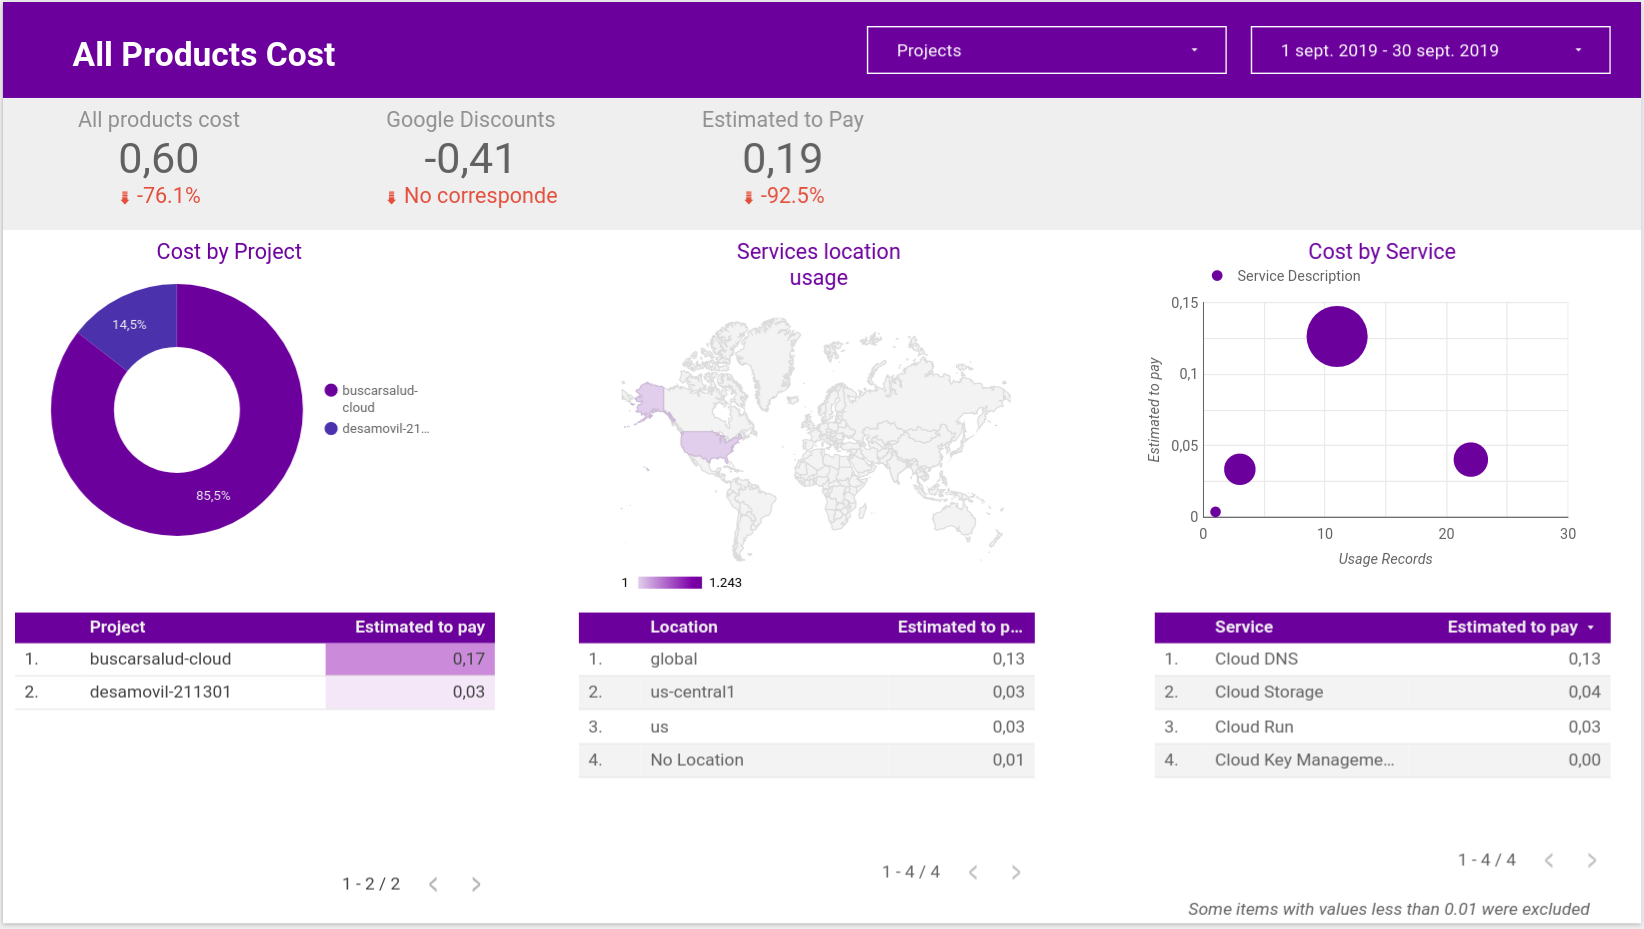 All Products Cost
Projects
1 sept. 2019 - 30 sept. 2019
All products cost
0,60
-76.1%
Google Discounts
-0,41
No corresponde
Estimated to Pay
0,19
-92.5%
Cost by Project
14,5%
85,5%
buscarsalud-
cloud
desamovil-21...
Services location
usage
1
1.243
Cost by Service
Service Description
Estimated to pay
0,15
0,1
0,05
0
0
10
20
30
Usage Records
Project Estimated to pay
1. buscarsalud-cloud 0,17
2. desamovil-211301 0,03
1 - 2 / 2
Location Estimated to p...
1. global 0,13
2. us-central1 0,03
3. us 0,03
4. No Location 0,01
1 - 4 / 4
Service Estimated to pay
1. Cloud DNS 0,13
2. Cloud Storage 0,04
3. Cloud Run 0,03
4. Cloud Key Manageme... 0,00
1 - 4 / 4
Some items with values less than 0.01 were excluded